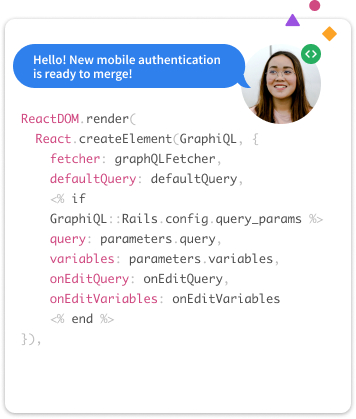 Hello! New mobile authentication
is ready to merge!
ReactDOM.render(
React.createElement(GraphiQL, {
fetcher: graphQLFetcher,
defaultQuery: defaultQuery,
<% if
GraphiQL::Rails.config.query_params %>
query: parameters.query,
variables: parameters.variables,
onEditQuery: onEditQuery,
onEditVariables: onEditVariables
<% end %>
}),